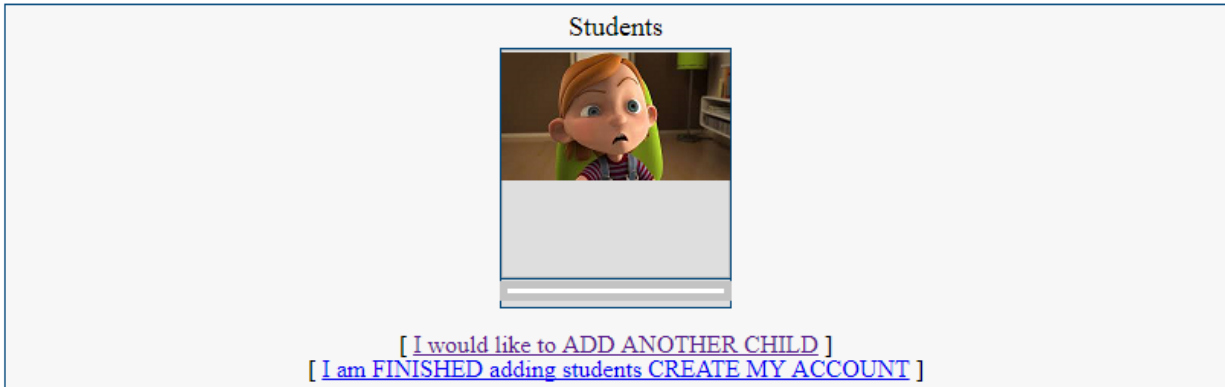 Students
[ I would like to ADD ANOTHER CHILD ]
[ I am FINISHED adding students CREATE MY ACCOUNT ]